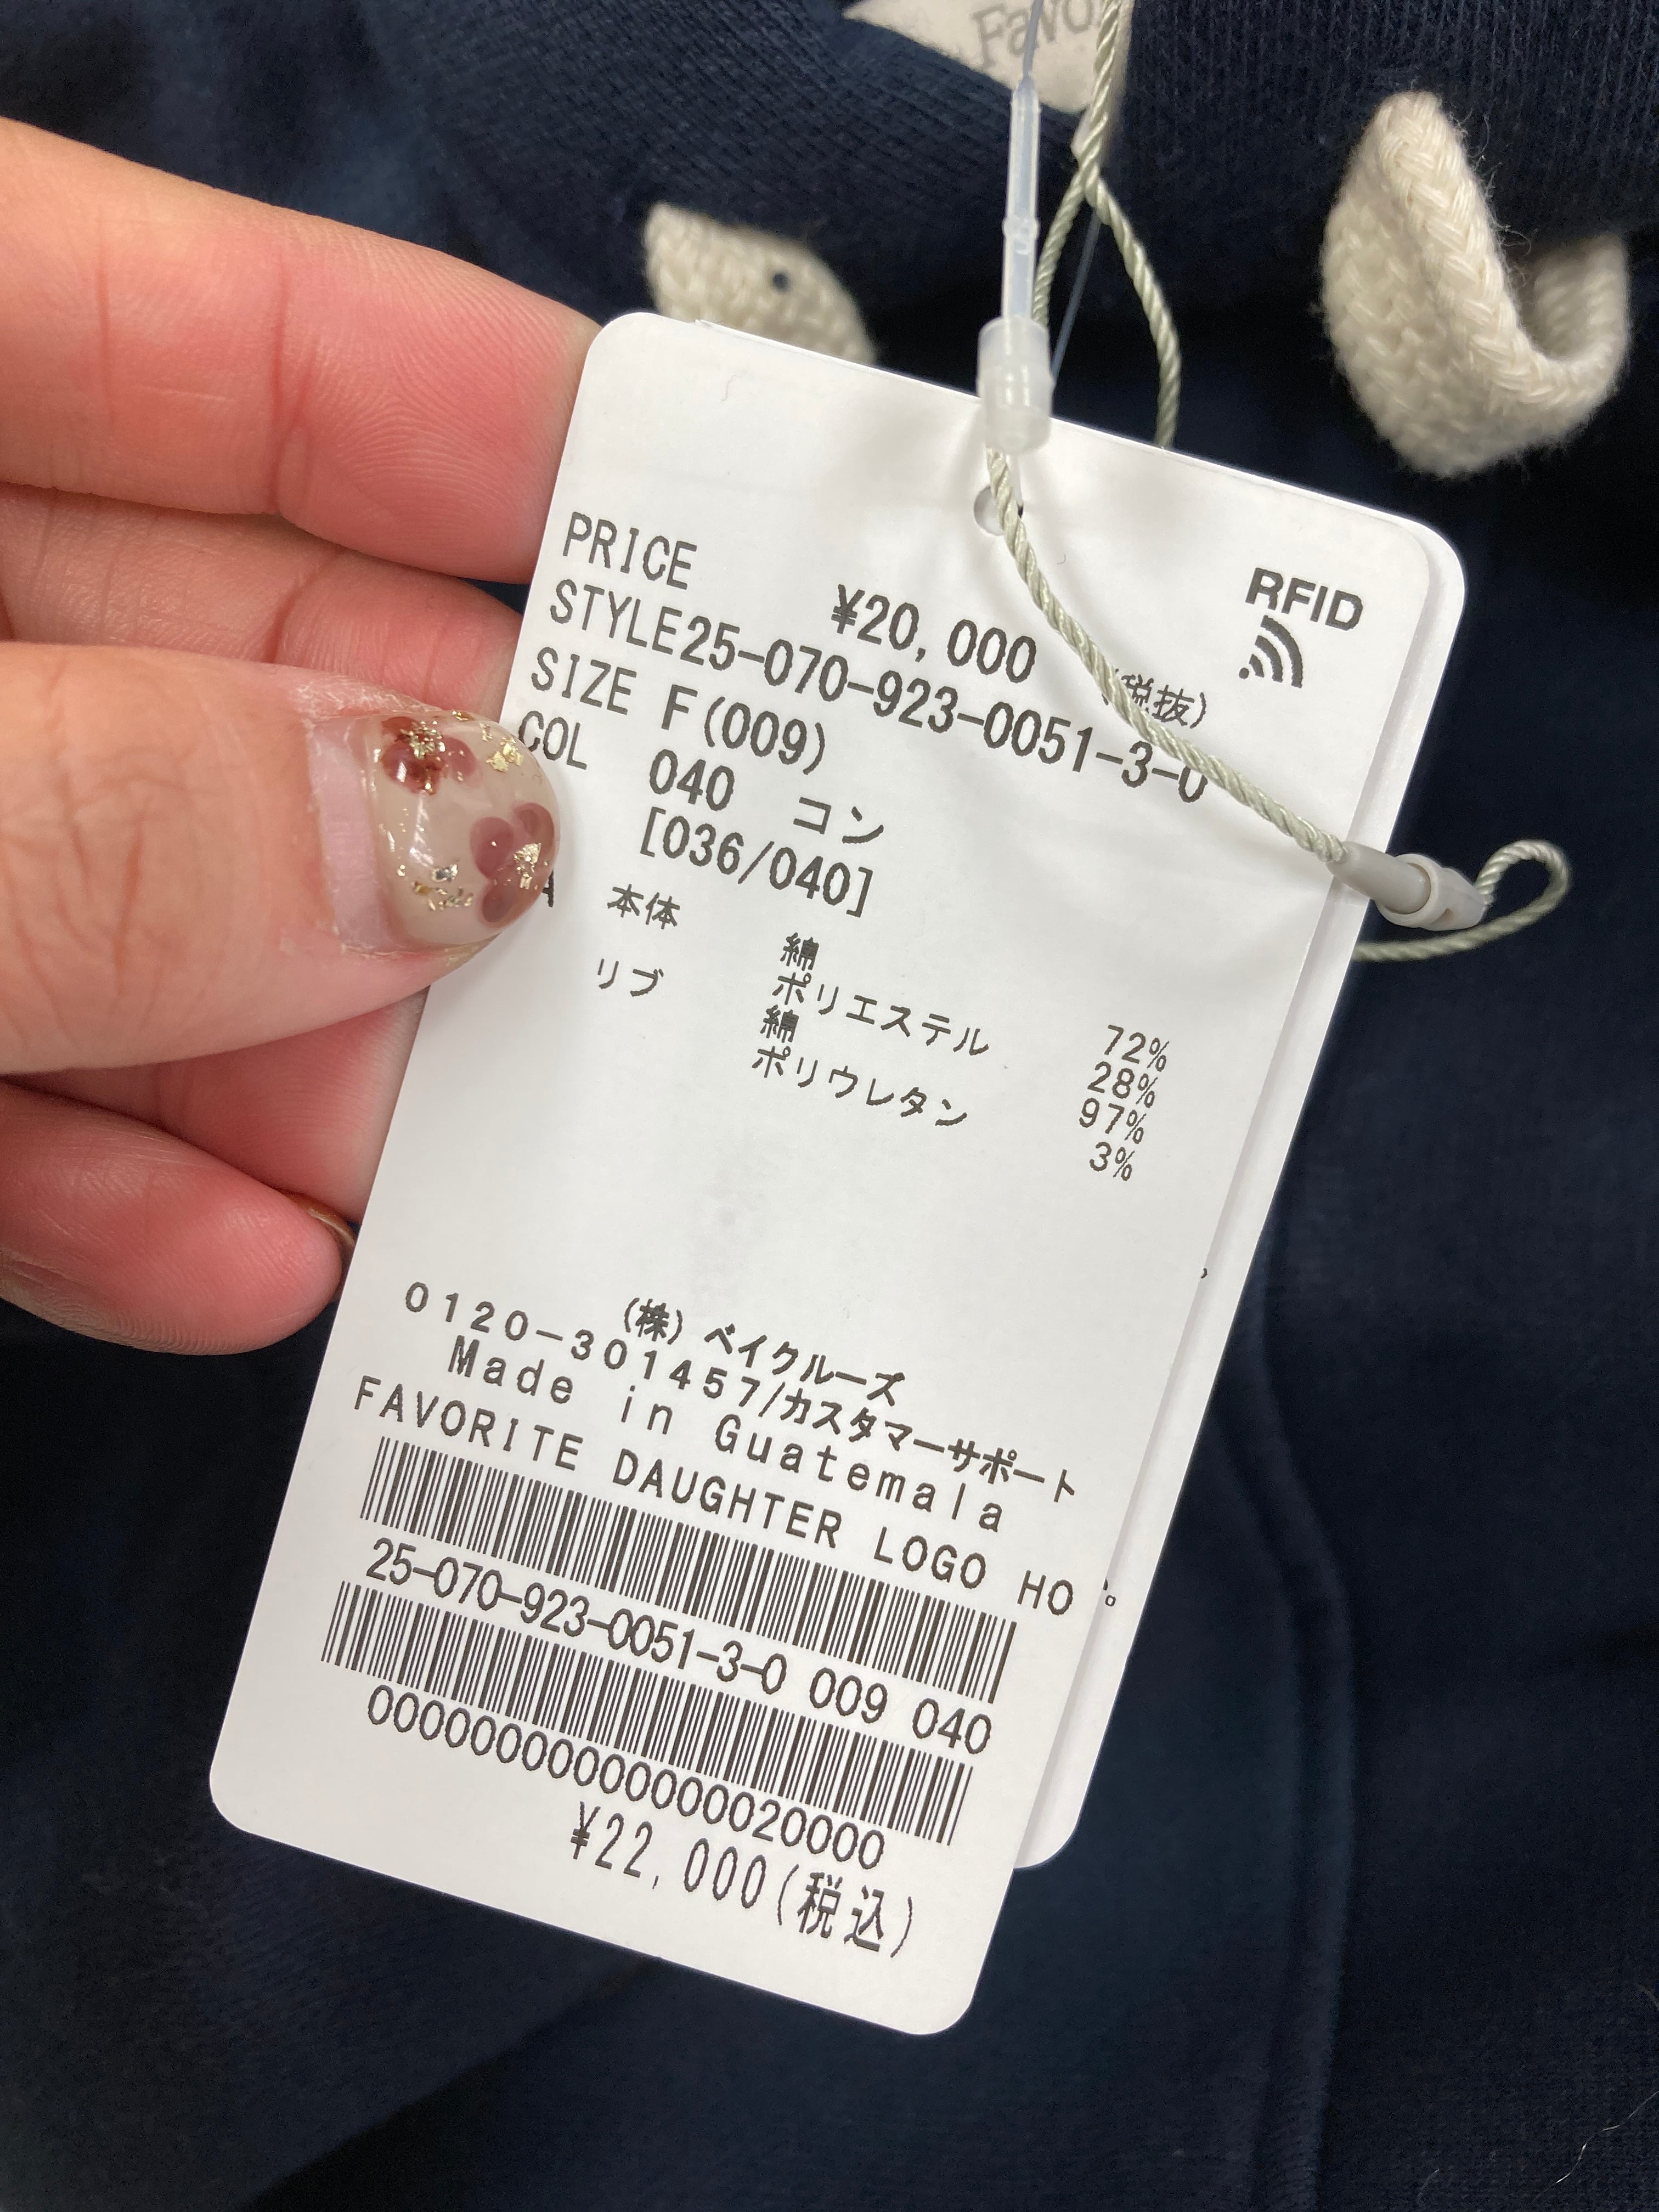 Favor
RFID
PRICE
¥20,000 (税抜)
STYLE25-070-923-0051-3-0
SIZE F(009)
COL 040 コン
[036/040]
A 本体 綿 72%
ポリエステル 28%
リブ 綿 97%
ポリウレタン 3%
(株) ベイクルーズ
0120-301457/カスタマーサポート
Made in Guatemala
FAVORITE DAUGHTER LOGO HO
25-070-923-0051-3-0 009 040
0000000000000020000
¥22,000(税込)